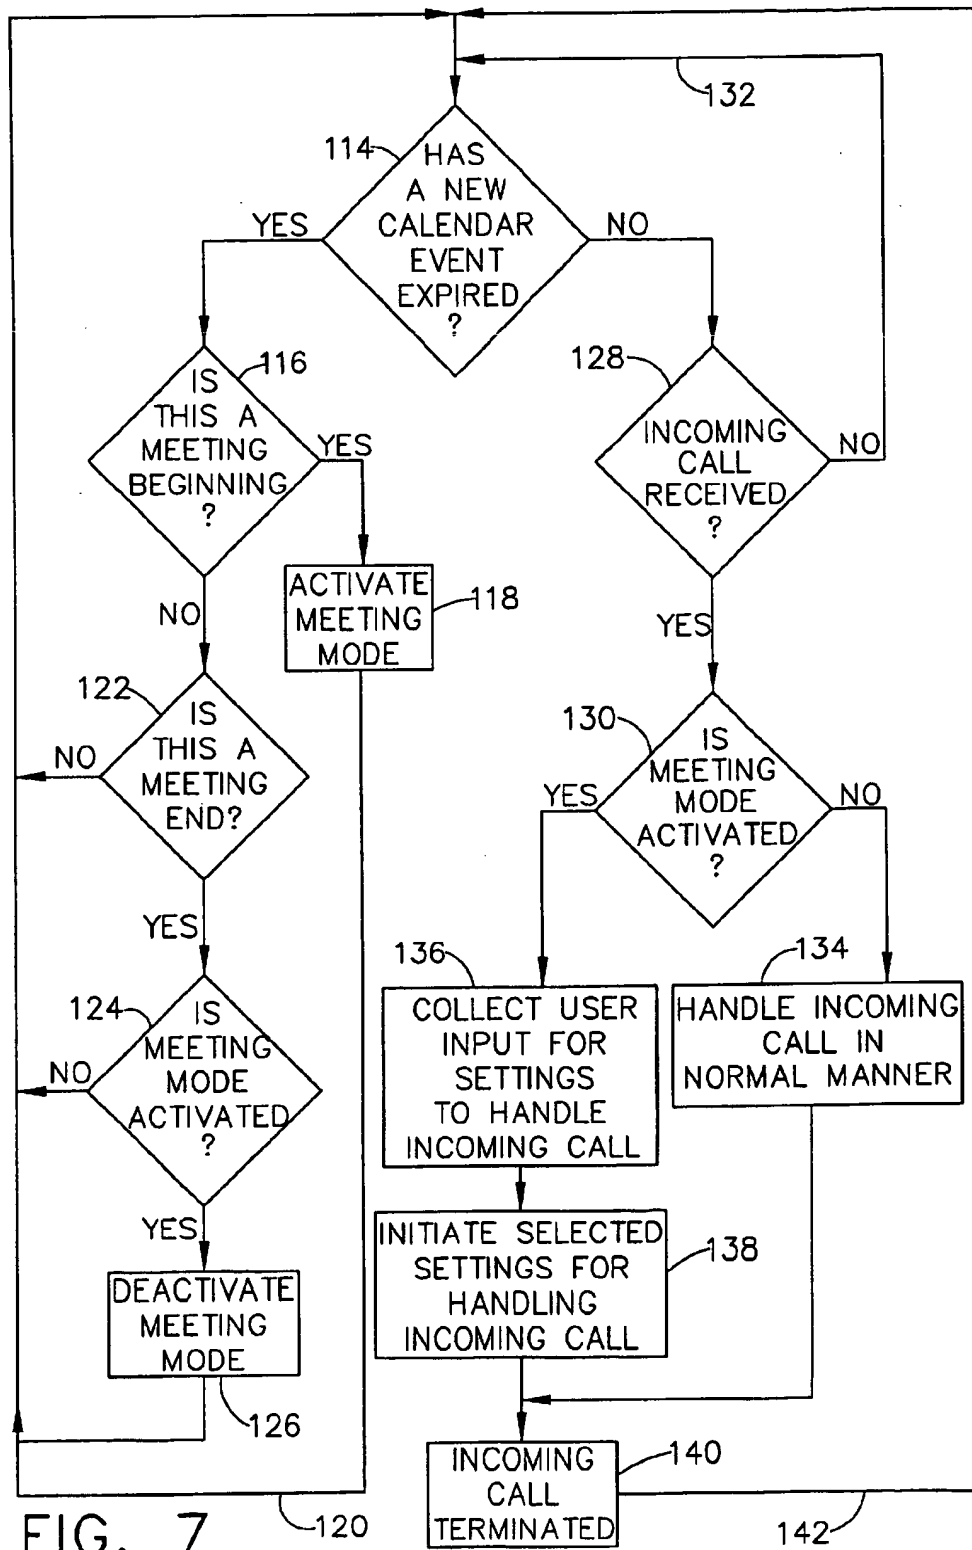 132
114
HAS
A NEW
CALENDAR
EVENT
EXPIRED
?
YES
NO
116
IS
THIS A
MEETING
BEGINNING
?
YES
128
INCOMING
CALL
RECEIVED
?
NO
ACTIVATE
MEETING
MODE
118
NO
YES
122
IS
THIS A
MEETING
END?
NO
130
IS
MEETING
MODE
ACTIVATED
?
YES
NO
YES
124
IS
MEETING
MODE
ACTIVATED
?
NO
136
COLLECT USER
INPUT FOR
SETTINGS
TO HANDLE
INCOMING CALL
134
HANDLE INCOMING
CALL IN
NORMAL MANNER
YES
DEACTIVATE
MEETING
MODE
126
INITIATE SELECTED
SETTINGS FOR
HANDLING
INCOMING CALL
138
INCOMING
CALL
TERMINATED
140
120
142
FIG. 7